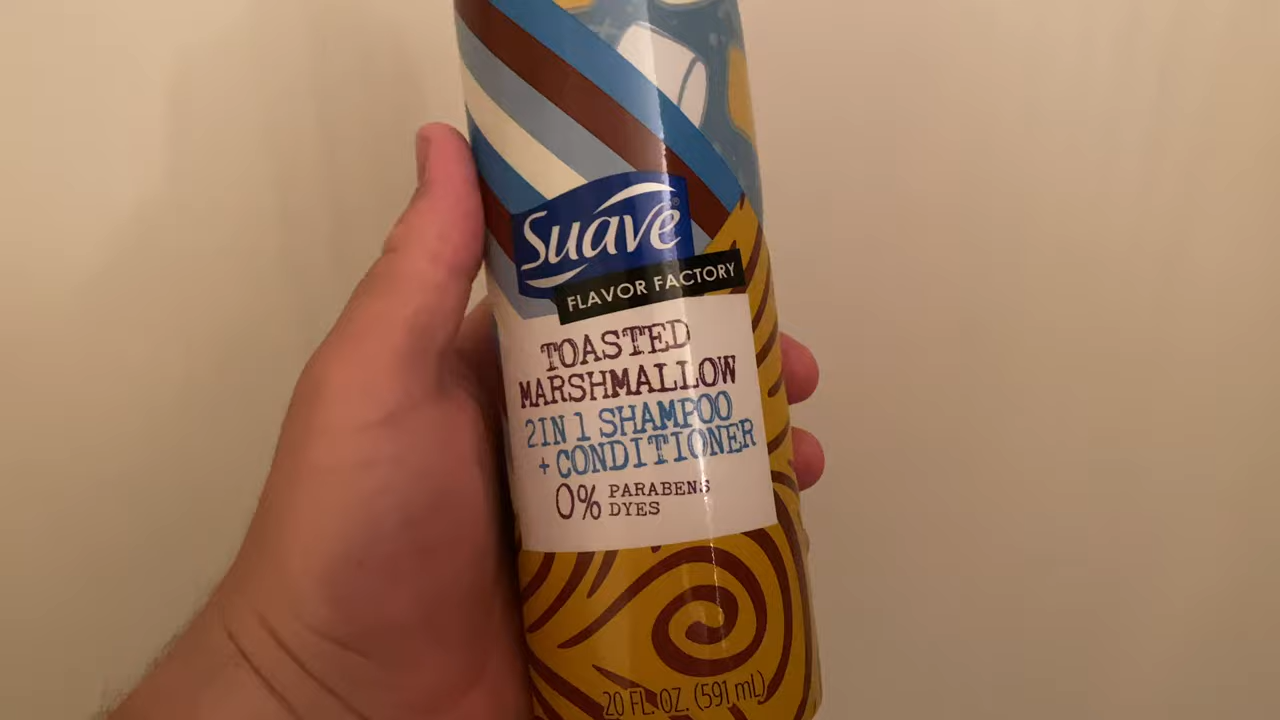 Suave®
FLAVOR FACTORY
TOASTED
MARSHMALLOW
2 IN 1 SHAMPOO
+ CONDITIONER
0% PARABENS
DYES
20 FL. OZ. (591 mL)